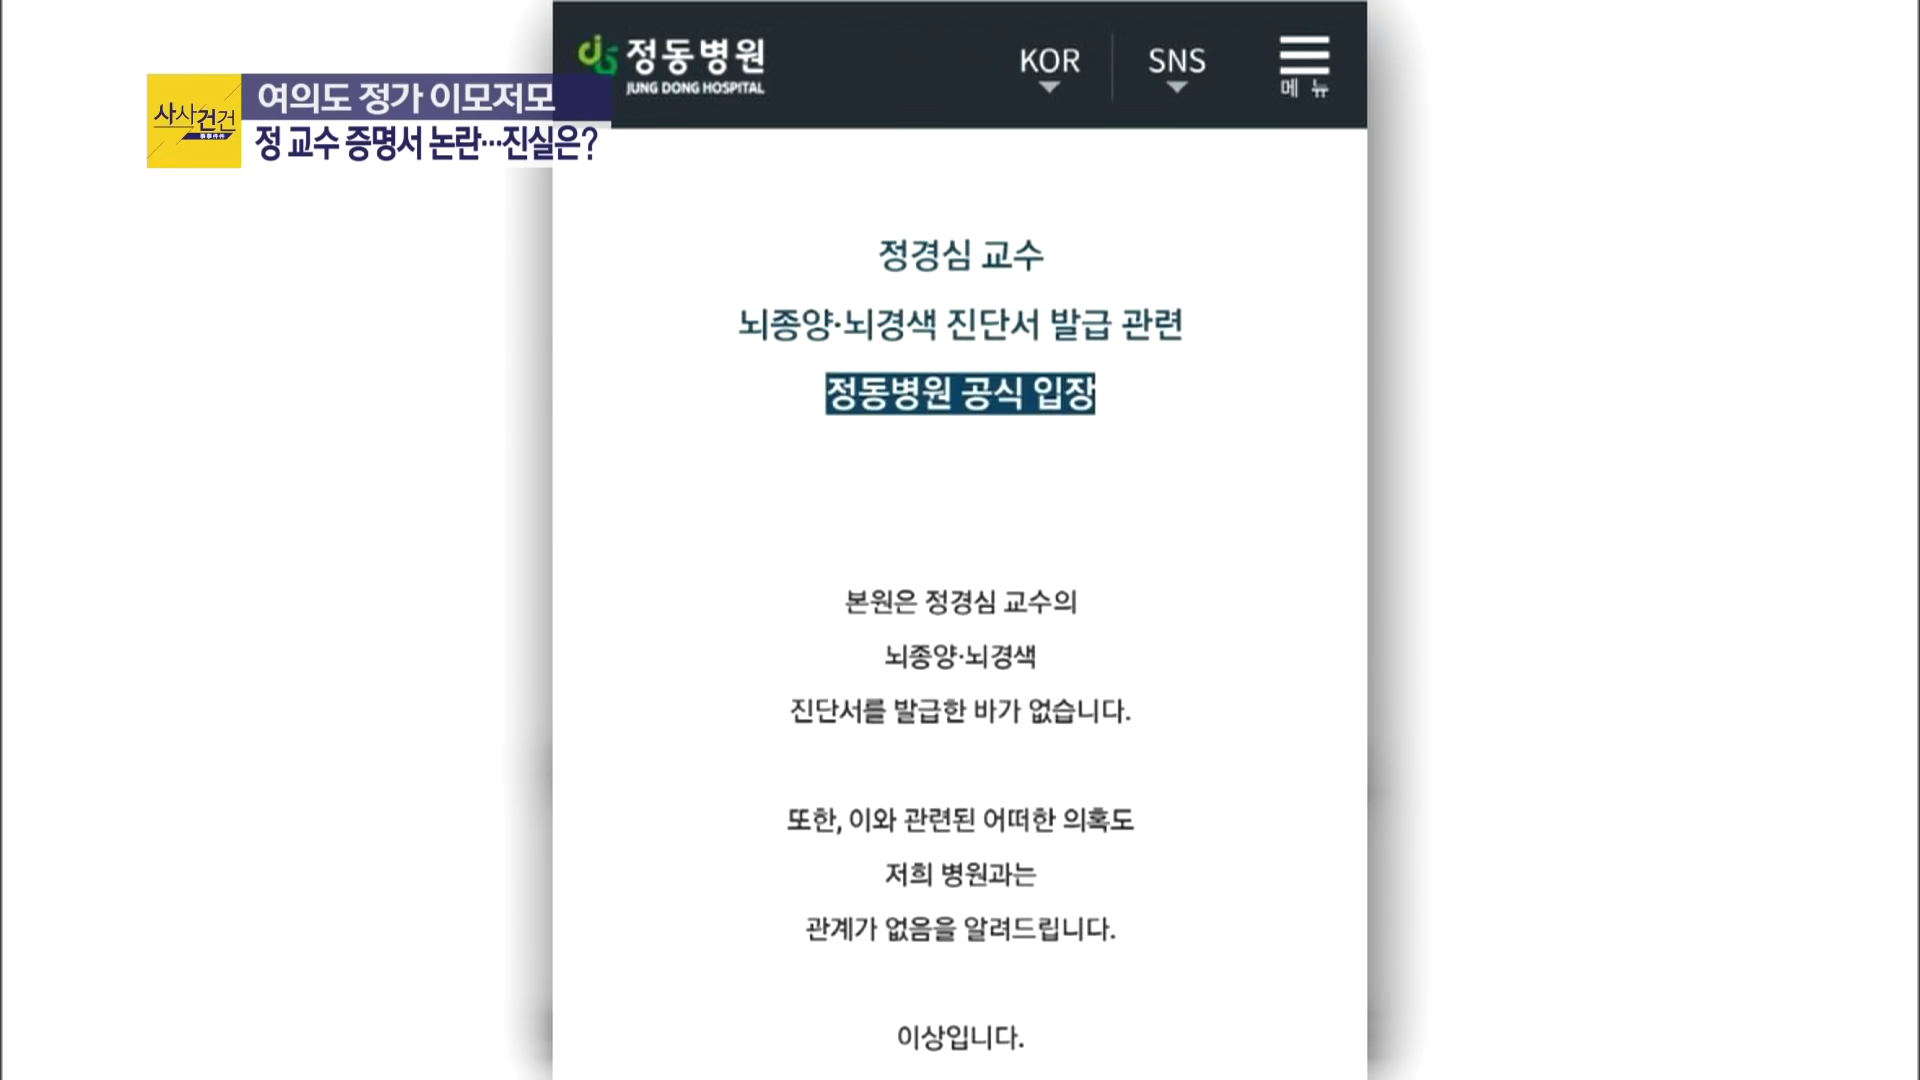 사사건건
事事件件
여의도 정가 이모저모
정 교수 증명서 논란…진실은?
정동병원
JUNG DONG HOSPITAL
KOR
SNS
메 뉴
정경심 교수
뇌종양·뇌경색 진단서 발급 관련
정동병원 공식 입장
본원은 정경심 교수의
뇌종양·뇌경색
진단서를 발급한 바가 없습니다.
또한, 이와 관련된 어떠한 의혹도
저희 병원과는
관계가 없음을 알려드립니다.
이상입니다.